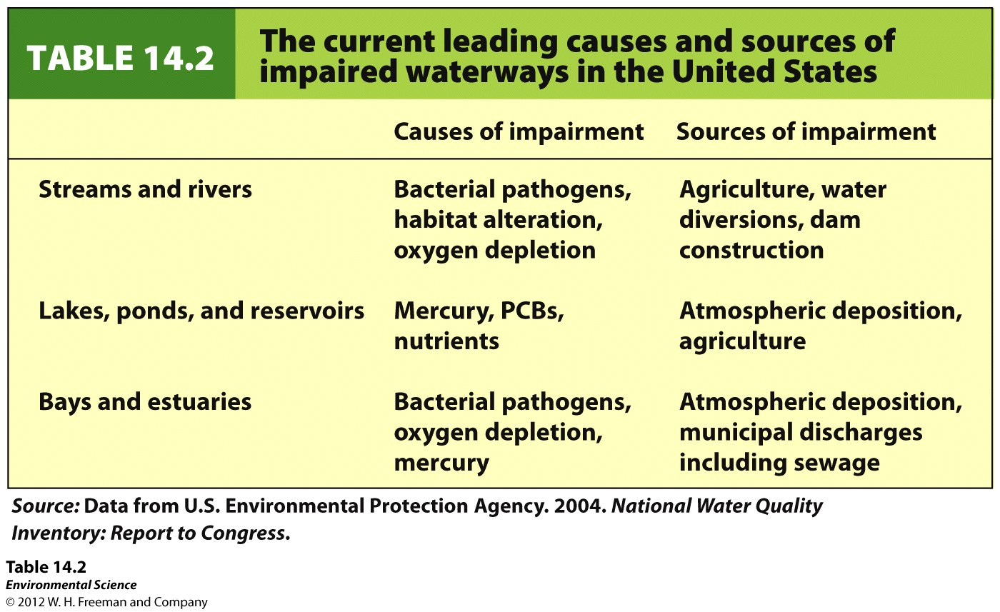 TABLE 14.2
The current leading causes and sources of
impaired waterways in the United States
Causes of impairment Sources of impairment
Streams and rivers Bacterial pathogens, Agriculture, water
habitat alteration, diversions, dam
oxygen depletion construction
Lakes, ponds, and reservoirs Mercury, PCBs, Atmospheric deposition,
nutrients agriculture
Bays and estuaries Bacterial pathogens, Atmospheric deposition,
oxygen depletion, municipal discharges
mercury including sewage
Source: Data from U.S. Environmental Protection Agency. 2004. National Water Quality
Inventory: Report to Congress.
Table 14.2
Environmental Science
© 2012 W. H. Freeman and Company